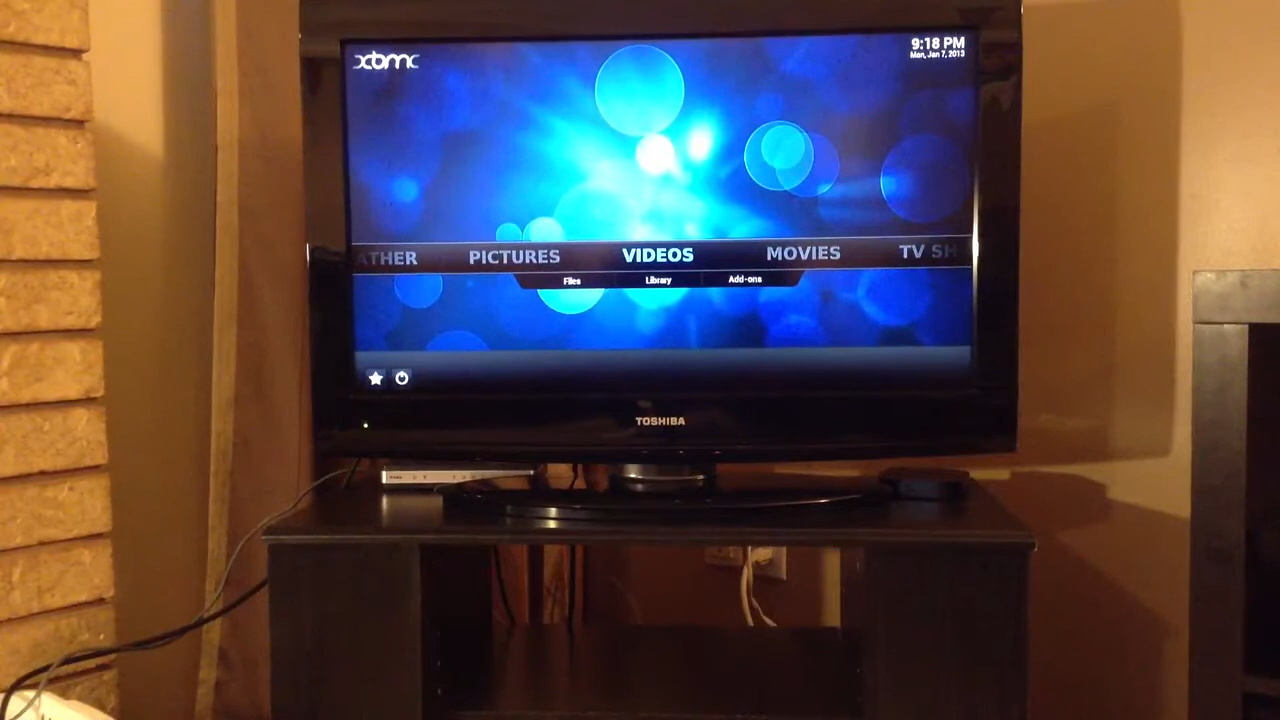 xbmc
9:18 PM
Mon, Jan 7, 2013
ATHER PICTURES VIDEOS MOVIES TV SH
Files Library Add-ons
TOSHIBA